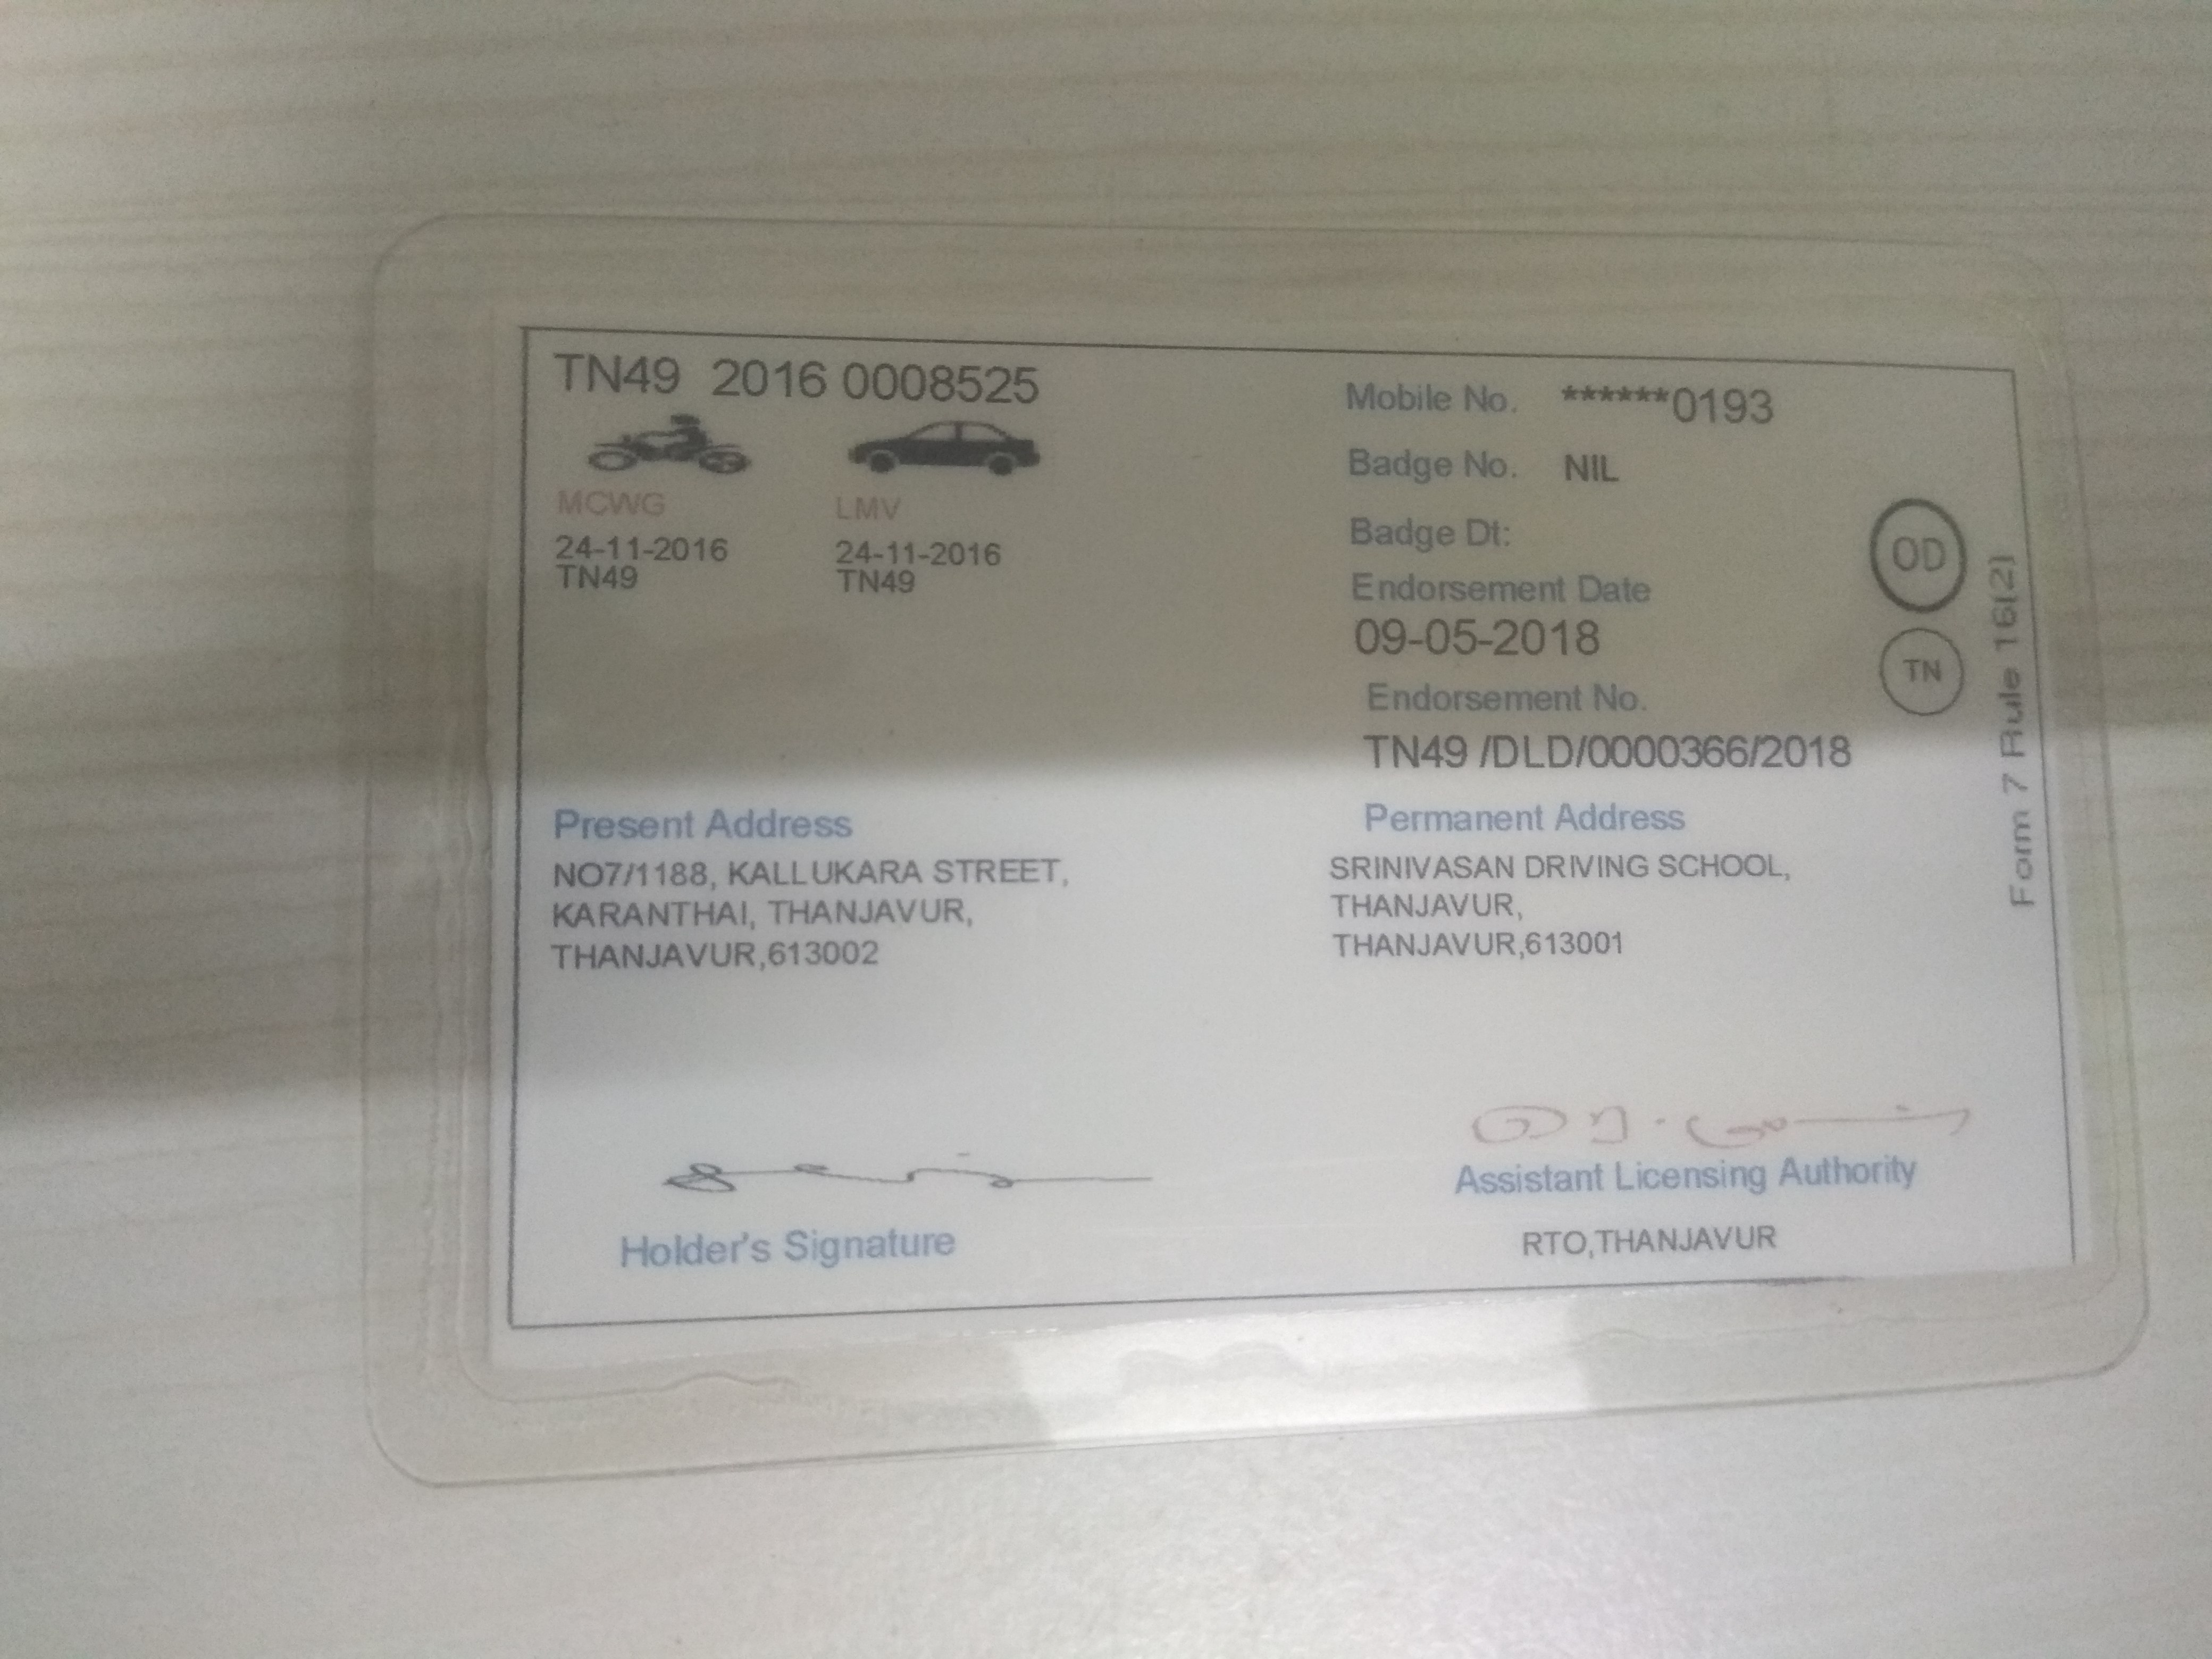 TN49 2016 0008525
MCWG LMV
24-11-2016 24-11-2016
TN49 TN49
Mobile No. ******0193
Badge No. NIL
Badge Dt:
Endorsement Date
09-05-2018
Endorsement No.
TN49 /DLD/0000366/2018
OD
TN
Form 7 Rule 16(2)
Present Address
NO7/1188, KALLUKARA STREET,
KARANTHAI, THANJAVUR,
THANJAVUR,613002
Permanent Address
SRINIVASAN DRIVING SCHOOL,
THANJAVUR,
THANJAVUR,613001
Holder's Signature
Assistant Licensing Authority
RTO,THANJAVUR